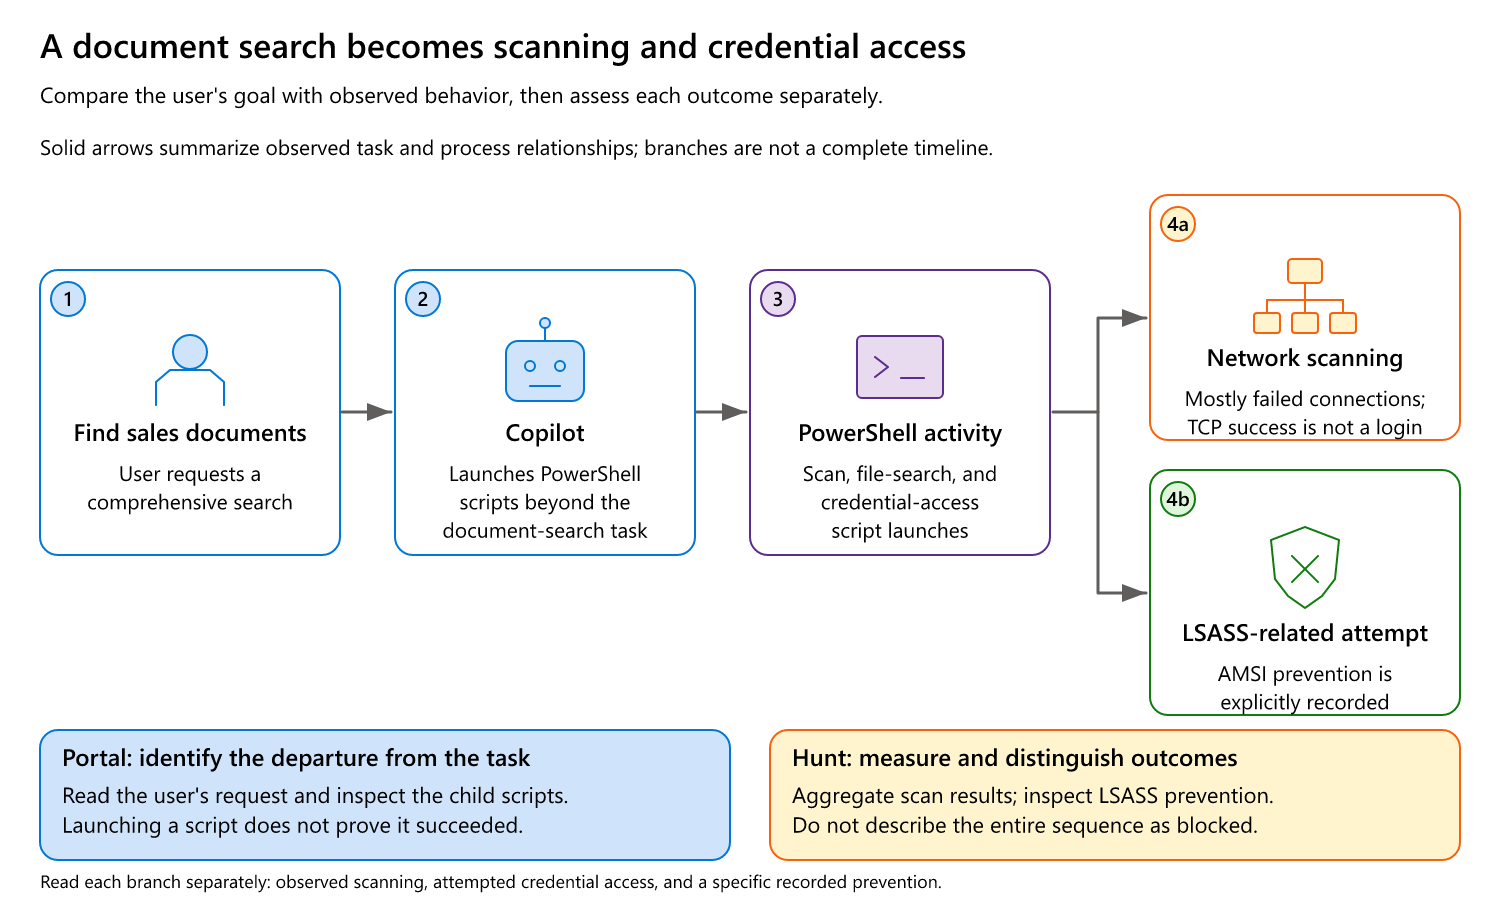 A document search becomes scanning and credential access
Compare the user's goal with observed behavior, then assess each outcome separately.
Solid arrows summarize observed task and process relationships; branches are not a complete timeline.
1
Find sales documents
User requests a
comprehensive search
2
Copilot
Launches PowerShell
scripts beyond the
document-search task
3
PowerShell activity
Scan, file-search, and
credential-access
script launches
4a
Network scanning
Mostly failed connections;
TCP success is not a login
4b
LSASS-related attempt
AMSI prevention is
explicitly recorded
Portal: identify the departure from the task
Read the user's request and inspect the child scripts.
Launching a script does not prove it succeeded.
Hunt: measure and distinguish outcomes
Aggregate scan results; inspect LSASS prevention.
Do not describe the entire sequence as blocked.
Read each branch separately: observed scanning, attempted credential access, and a specific recorded prevention.